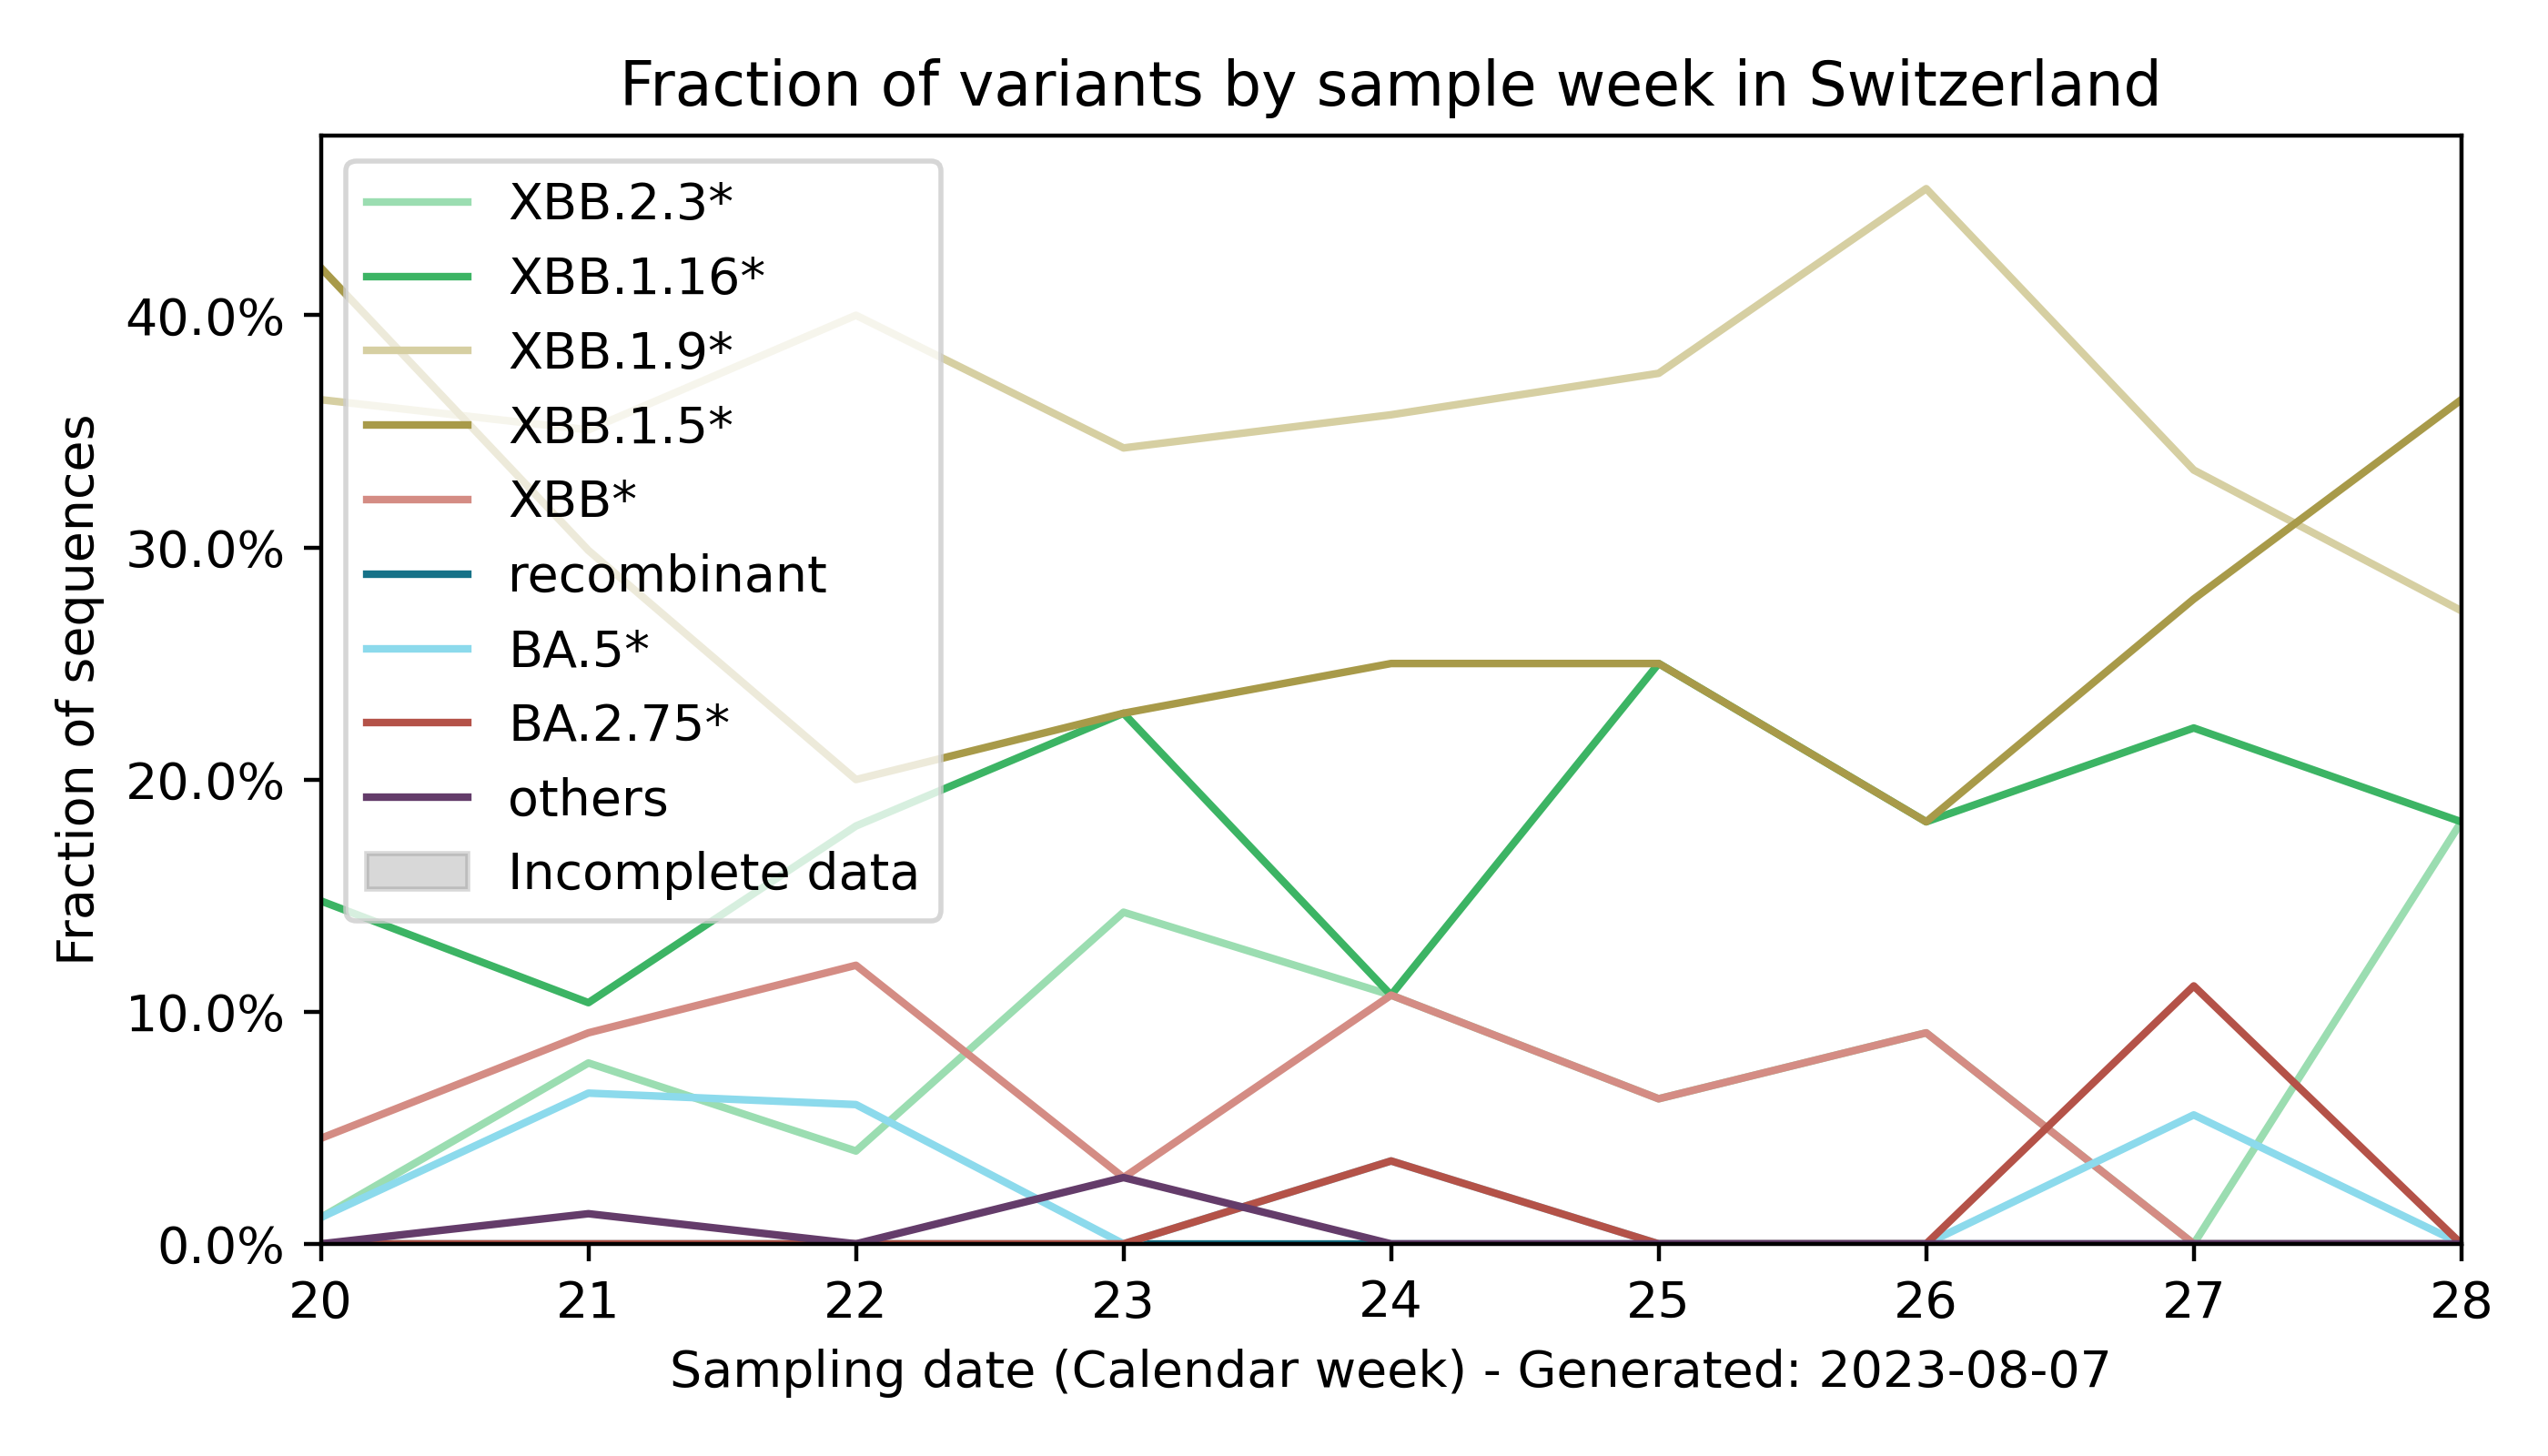 Fraction of variants by sample week in Switzerland
XBB.2.3*
XBB.1.16*
XBB.1.9*
XBB.1.5*
XBB*
recombinant
BA.5*
BA.2.75*
others
Incomplete data
Fraction of sequences
40.0%
30.0%
20.0%
10.0%
0.0%
20 21 22 23 24 25 26 27 28
Sampling date (Calendar week) - Generated: 2023-08-07